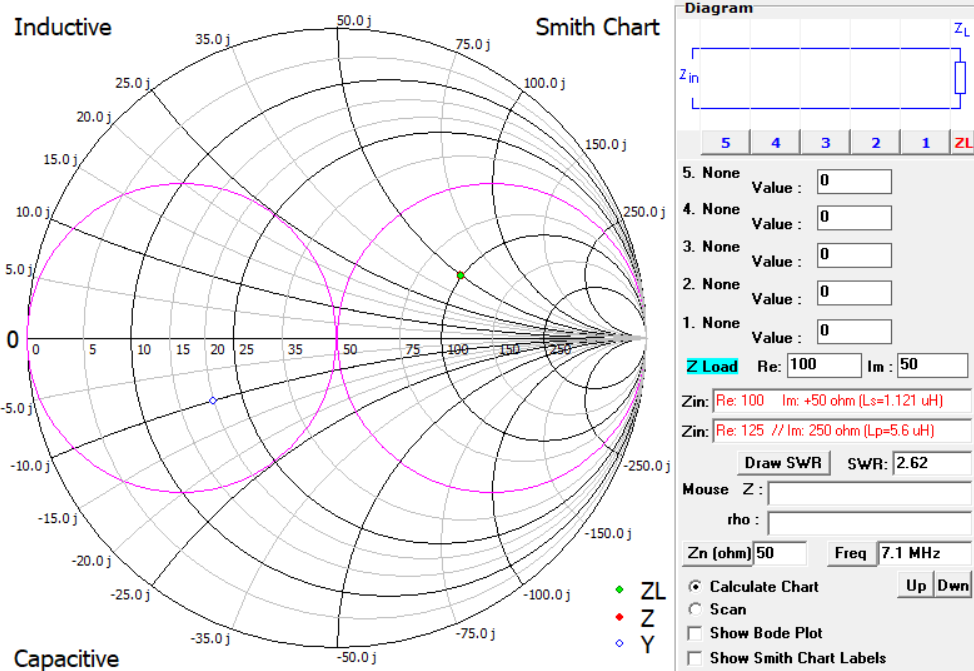 Inductive
Smith Chart
50.0 j
35.0 j
75.0 j
25.0 j
100.0 j
20.0 j
15.0 j
150.0 j
10.0 j
250.0 j
5.0 j
0
0 5 10 15 20 25 35 50 75 100 150 250
-5.0 j
-10.0 j
-250.0 j
-15.0 j
-150.0 j
-20.0 j
-25.0 j
-100.0 j
-35.0 j
-75.0 j
-50.0 j
Capacitive
ZL
Z
Y
Diagram
ZL
Zin
5 4 3 2 1 ZL
5. None Value : 0
4. None Value : 0
3. None Value : 0
2. None Value : 0
1. None Value : 0
Z Load Re: 100 Im : 50
Zin: Re: 100 Im: +50 ohm (Ls=1.121 uH)
Zin: Re: 125 // Im: 250 ohm (Lp=5.6 uH)
Draw SWR SWR: 2.62
Mouse Z :
rho :
Zn (ohm) 50 Freq 7.1 MHz
Calculate Chart Up Dwn
Scan
Show Bode Plot
Show Smith Chart Labels